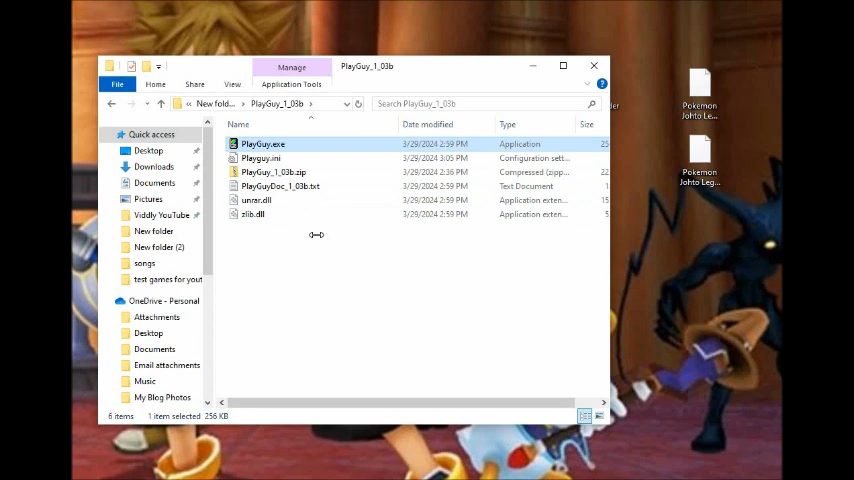 Manage
PlayGuy_1_03b
File
Home
Share
View
Application Tools
« New fold... > PlayGuy_1_03b >
Search PlayGuy_1_03b
Name
Date modified
Type
Size
Quick access
Desktop
Downloads
Documents
Pictures
Viddly YouTube
New folder
New folder (2)
songs
test games for yout
OneDrive - Personal
Attachments
Desktop
Documents
Email attachments
Music
My Blog Photos
PlayGuy.exe 3/29/2024 2:59 PM Application 25
Playguy.ini 3/29/2024 3:05 PM Configuration sett...
PlayGuy_1_03b.zip 3/29/2024 2:36 PM Compressed (zipp... 22
PlayGuyDoc_1_03b.txt 3/29/2024 2:59 PM Text Document 1
unrar.dll 3/29/2024 2:59 PM Application exten... 15
zlib.dll 3/29/2024 2:59 PM Application exten... 5
6 items 1 item selected 256 KB
der
Pokemon
Johto Le...
Pokemon
Johto Leg...